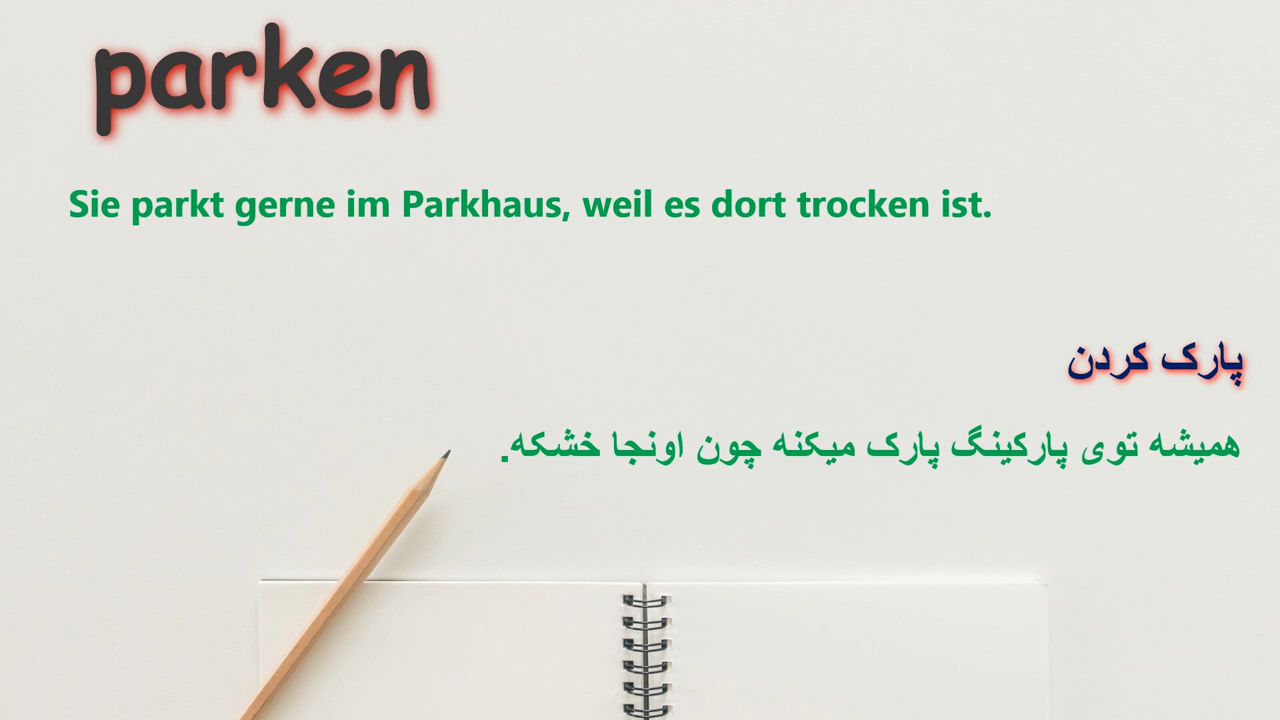 parken
Sie parkt gerne im Parkhaus, weil es dort trocken ist.
پارک کردن
همیشه توی پارکینگ پارک میکنه چون اونجا خشکه.